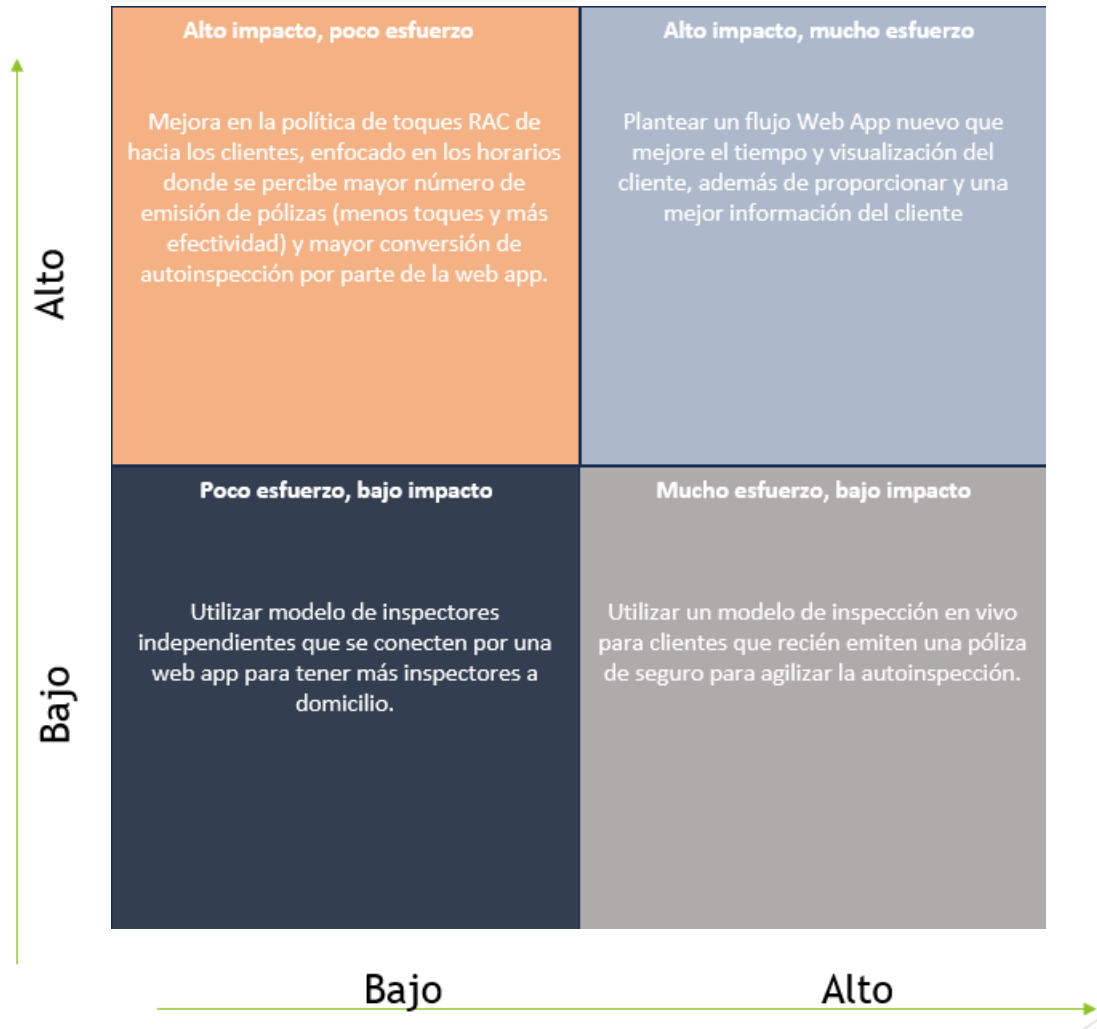 Alto impacto, poco esfuerzo
Mejora en la política de toques RAC de
hacia los clientes, enfocado en los horarios
donde se percibe mayor número de
emisión de pólizas (menos toques y más
efectividad) y mayor conversión de
autoinspección por parte de la web app.
Alto impacto, mucho esfuerzo
Plantear un flujo Web App nuevo que
mejore el tiempo y visualización del
cliente, además de proporcionar y una
mejor información del cliente
Alto
Poco esfuerzo, bajo impacto
Utilizar modelo de inspectores
independientes que se conecten por una
web app para tener más inspectores a
domicilio.
Mucho esfuerzo, bajo impacto
Utilizar un modelo de inspección en vivo
para clientes que recién emiten una póliza
de seguro para agilizar la autoinspección.
Bajo
Bajo
Alto